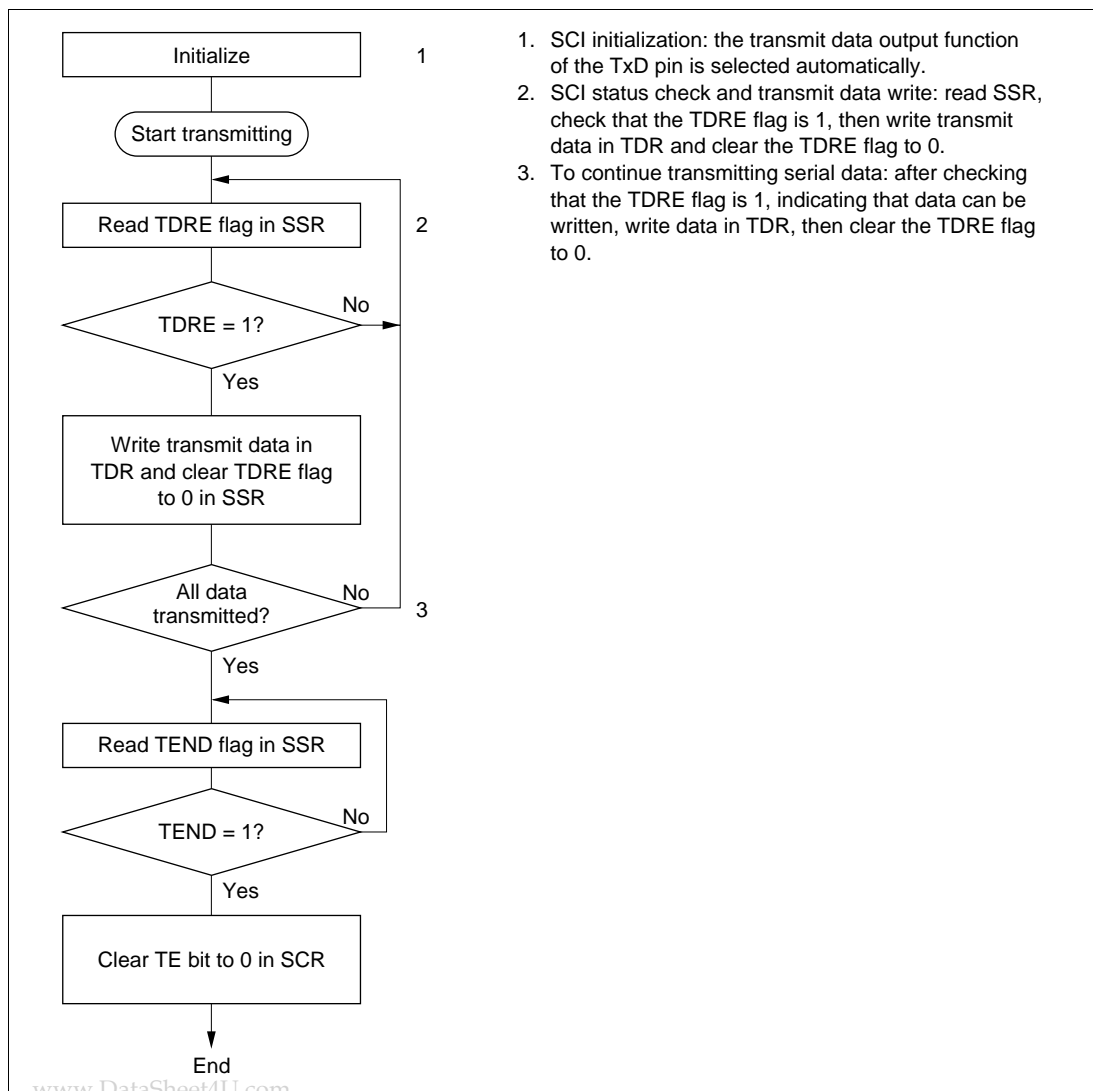 Initialize
1
Start transmitting
Read TDRE flag in SSR
2
TDRE = 1?
No
Yes
Write transmit data in
TDR and clear TDRE flag
to 0 in SSR
All data
transmitted?
No
3
Yes
Read TEND flag in SSR
TEND = 1?
No
Yes
Clear TE bit to 0 in SCR
End
1. SCI initialization: the transmit data output function
of the TxD pin is selected automatically.
2. SCI status check and transmit data write: read SSR,
check that the TDRE flag is 1, then write transmit
data in TDR and clear the TDRE flag to 0.
3. To continue transmitting serial data: after checking
that the TDRE flag is 1, indicating that data can be
written, write data in TDR, then clear the TDRE flag
to 0.
www.DataSheet4U.com